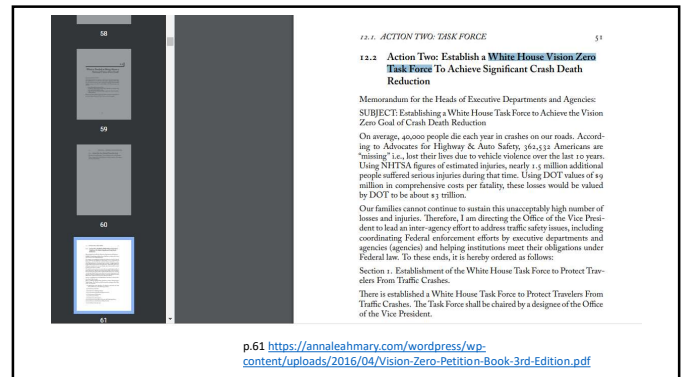 58
59
60
61
12.1. ACTION TWO: TASK FORCE 51
12.2 Action Two: Establish a White House Vision Zero
Task Force To Achieve Significant Crash Death
Reduction
Memorandum for the Heads of Executive Departments and Agencies:
SUBJECT: Establishing a White House Task Force to Achieve the Vision
Zero Goal of Crash Death Reduction
On average, 40,000 people die each year in crashes on our roads. Accord-
ing to Advocates for Highway & Auto Safety, 362,532 Americans are
"missing" i.e., lost their lives due to vehicle violence over the last 10 years.
Using NHTSA figures of estimated injuries, nearly 1.5 million additional
people suffered serious injuries during that time. Using DOT values of $9
million in comprehensive costs per fatality, these losses would be valued
by DOT to be about $3 trillion.
Our families cannot continue to sustain this unacceptably high number of
losses and injuries. Therefore, I am directing the Office of the Vice Presi-
dent to lead an inter-agency effort to address traffic safety issues, including
coordinating Federal enforcement efforts by executive departments and
agencies (agencies) and helping institutions meet their obligations under
Federal law. To these ends, it is hereby ordered as follows:
Section 1. Establishment of the White House Task Force to Protect Trav-
elers From Traffic Crashes.
There is established a White House Task Force to Protect Travelers From
Traffic Crashes. The Task Force shall be chaired by a designee of the Office
of the Vice President.
p.61 https://annaleahmary.com/wordpress/wp-
content/uploads/2016/04/Vision-Zero-Petition-Book-3rd-Edition.pdf